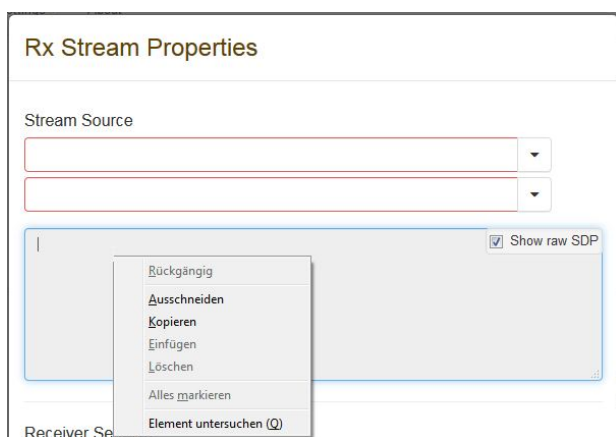 Rx Stream Properties
Stream Source
Show raw SDP
Rückgängig
Ausschneiden
Kopieren
Einfügen
Löschen
Alles markieren
Element untersuchen (Q)
Receiver Se